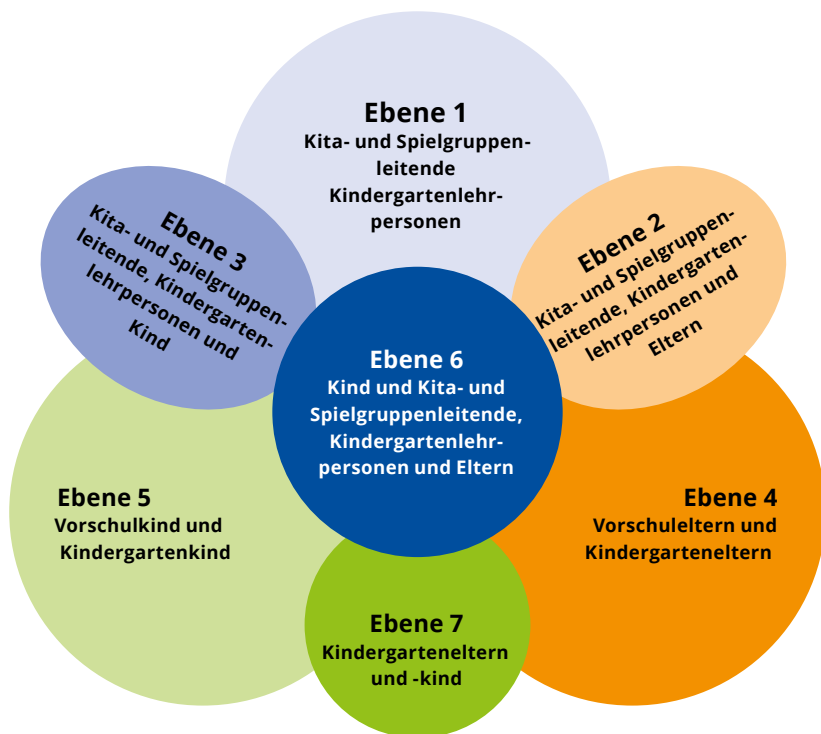 Ebene 1
Kita- und Spielgruppen-
leitende
Kindergartenlehr-
personen
Ebene 3
Kita- und Spielgruppen-
leitende, Kindergarten-
lehrpersonen und
Kind
Ebene 2
Kita- und Spielgruppen-
leitende, Kindergarten-
lehrpersonen und
Eltern
Ebene 6
Kind und Kita- und
Spielgruppenleitende,
Kindergartenlehr-
personen und Eltern
Ebene 5
Vorschulkind und
Kindergartenkind
Ebene 4
Vorschuleltern und
Kindergarteneltern
Ebene 7
Kindergarteneltern
und -kind